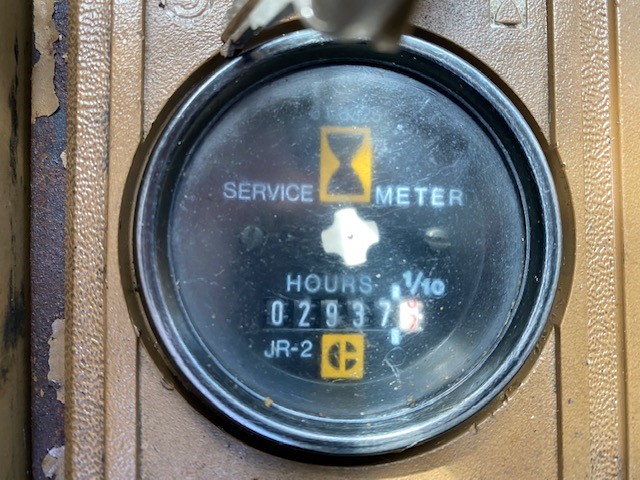 SERVICE METER
HOURS 1/10
02937
JR-2